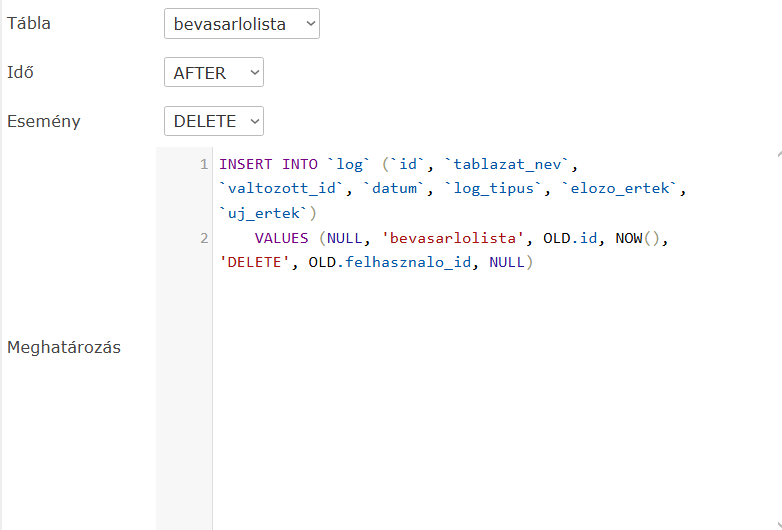 Tábla bevasarlolista
Idő AFTER
Esemény DELETE
1 INSERT INTO `log` (`id`, `tablazat_nev`,
`valtozott_id`, `datum`, `log_tipus`, `elozo_ertek`,
`uj_ertek`)
2 VALUES (NULL, 'bevasarlolista', OLD.id, NOW(),
'DELETE', OLD.felhasznalo_id, NULL)
Meghatározás